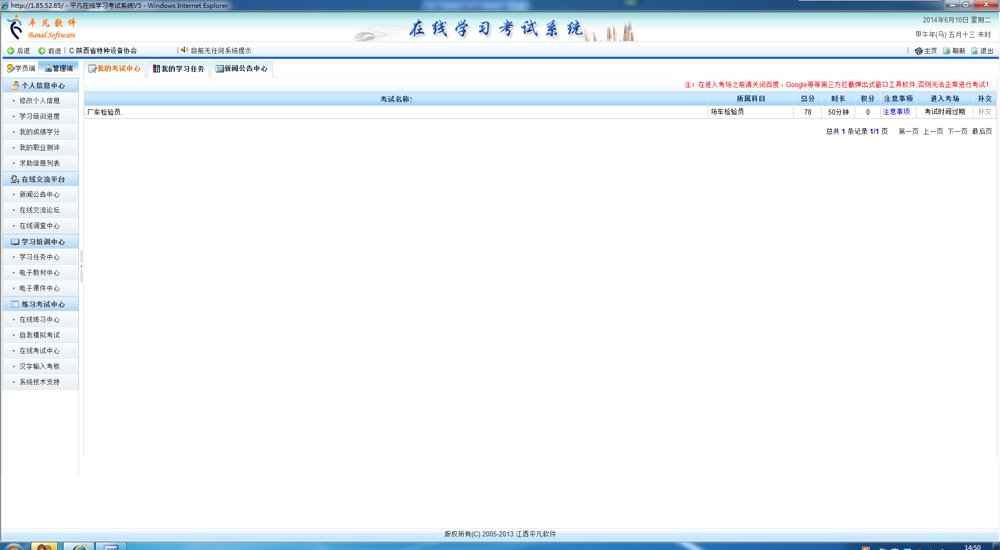 http://1.85.52.85/ - 平凡在线学习考试系统V5 - Windows Internet Explorer
平凡软件
Banal Software
在线学习考试系统
2014年6月10日 星期二
甲午年(马) 五月十三 未时
后退 前进 C·陕西省特种设备协会 目前无任何系统提示 主页 刷新 退出
学员端 管理端 我的考试中心 我的学习任务 新闻公告中心
注：在进入考场之前请关闭百度、Google等等第三方拦截弹出式窗口工具软件,否则无法正常进行考试！
考试名称↑ 所属科目 总分 时长 积分 注意事项 进入考场 补交
厂车检验员. 场车检验员 78 50分钟 0 注意事项 考试时间过期 补交
总共 1 条记录 1/1 页 第一页 上一页 下一页 最后页
个人信息中心
· 修改个人信息
· 学习培训进度
· 我的成绩学分
· 我的职业测评
· 求助信息列表
在线交流平台
· 新闻公告中心
· 在线交流论坛
· 在线调查中心
学习培训中心
· 学习任务中心
· 电子教材中心
· 电子课件中心
练习考试中心
· 在线练习中心
· 自我模拟考试
· 在线考试中心
· 汉字输入考核
· 系统技术支持
版权所有(C) 2005-2013 江西平凡软件
14:50